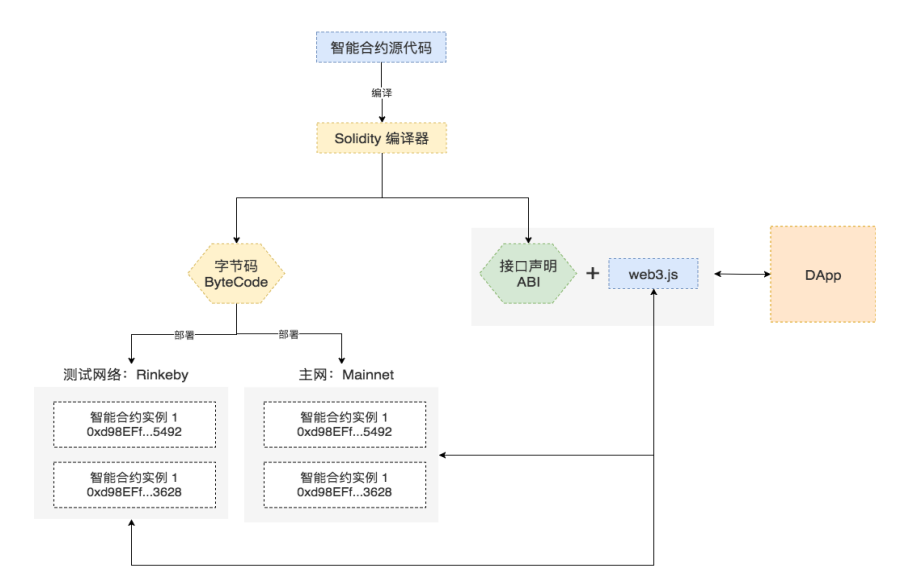 智能合约源代码
编译
Solidity 编译器
字节码
ByteCode
接口声明
ABI
+
web3.js
DApp
部署
部署
测试网络：Rinkeby
主网：Mainnet
智能合约实例 1
0xd98EFf...5492
智能合约实例 1
0xd98EFf...5492
智能合约实例 1
0xd98EFf...3628
智能合约实例 1
0xd98EFf...3628